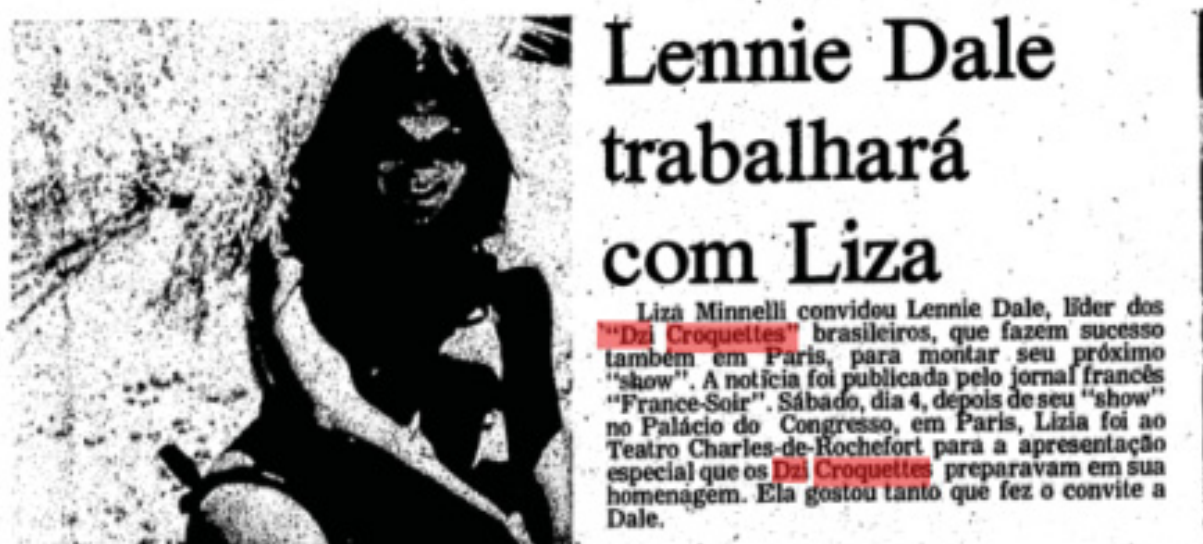 Lennie Dale
trabalhará
com Liza
Liza Minnelli convidou Lennie Dale, líder dos
"Dzi Croquettes" brasileiros, que fazem sucesso
também em Paris, para montar seu próximo
"show". A notícia foi publicada pelo jornal francês
"France-Soir". Sábado, dia 4, depois de seu "show"
no Palácio do Congresso, em Paris, Lizia foi ao
Teatro Charles-de-Rochefort para a apresentação
especial que os Dzi Croquettes preparavam em sua
homenagem. Ela gostou tanto que fez o convite a
Dale.